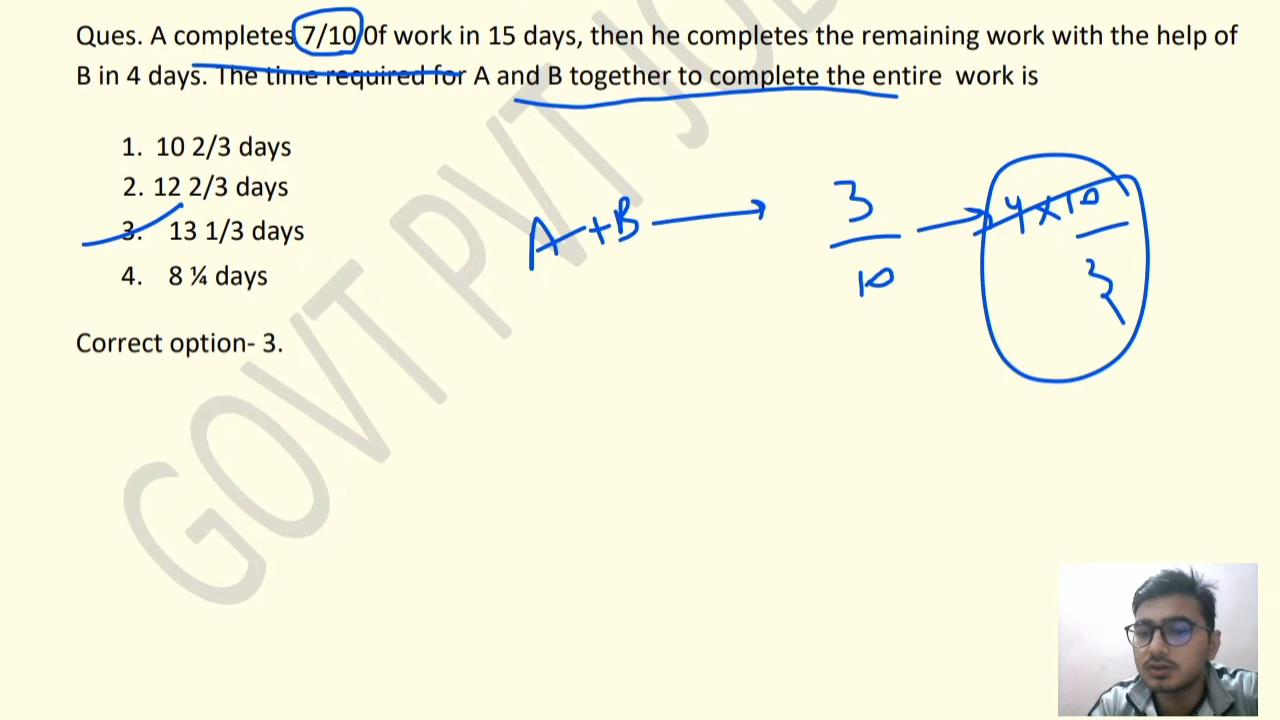 Ques. A completes 7/10 Of work in 15 days, then he completes the remaining work with the help of
B in 4 days. The time required for A and B together to complete the entire work is
1. 10 2/3 days
2. 12 2/3 days
3. 13 1/3 days
4. 8 ¼ days
Correct option- 3.
A+B → 3/10 → 4×10/3
GOVT PVT JO